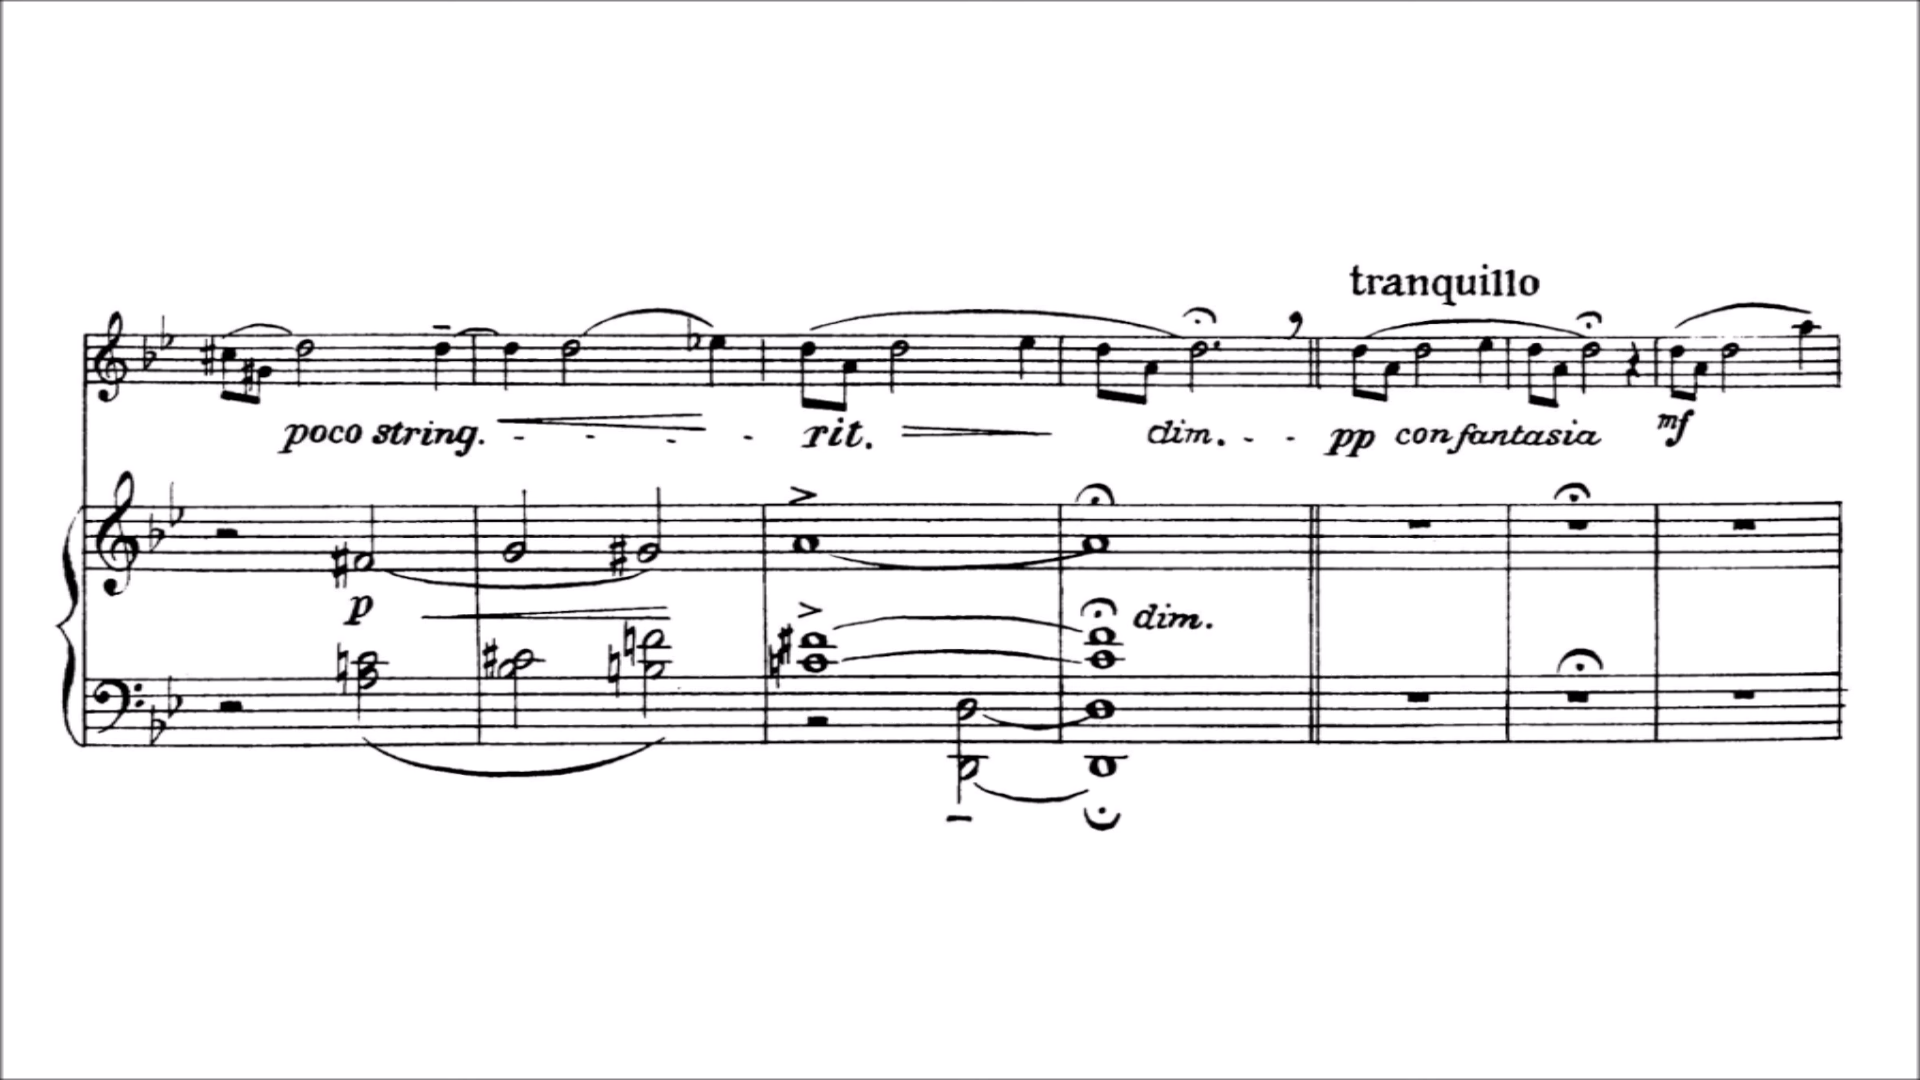 tranquillo
poco string. - - - - rit. dim. - - pp con fantasia mf
p dim.